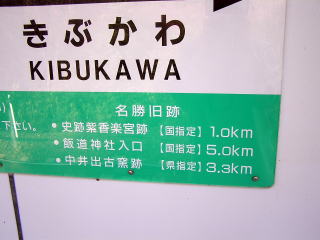 きぶかわ
KIBUKAWA
名勝旧跡
下さい。
• 史跡紫香楽宮跡 【国指定】 1.0km
• 飯道神社入口 【国指定】 5.0km
• 中井出古窯跡 【県指定】 3.3km